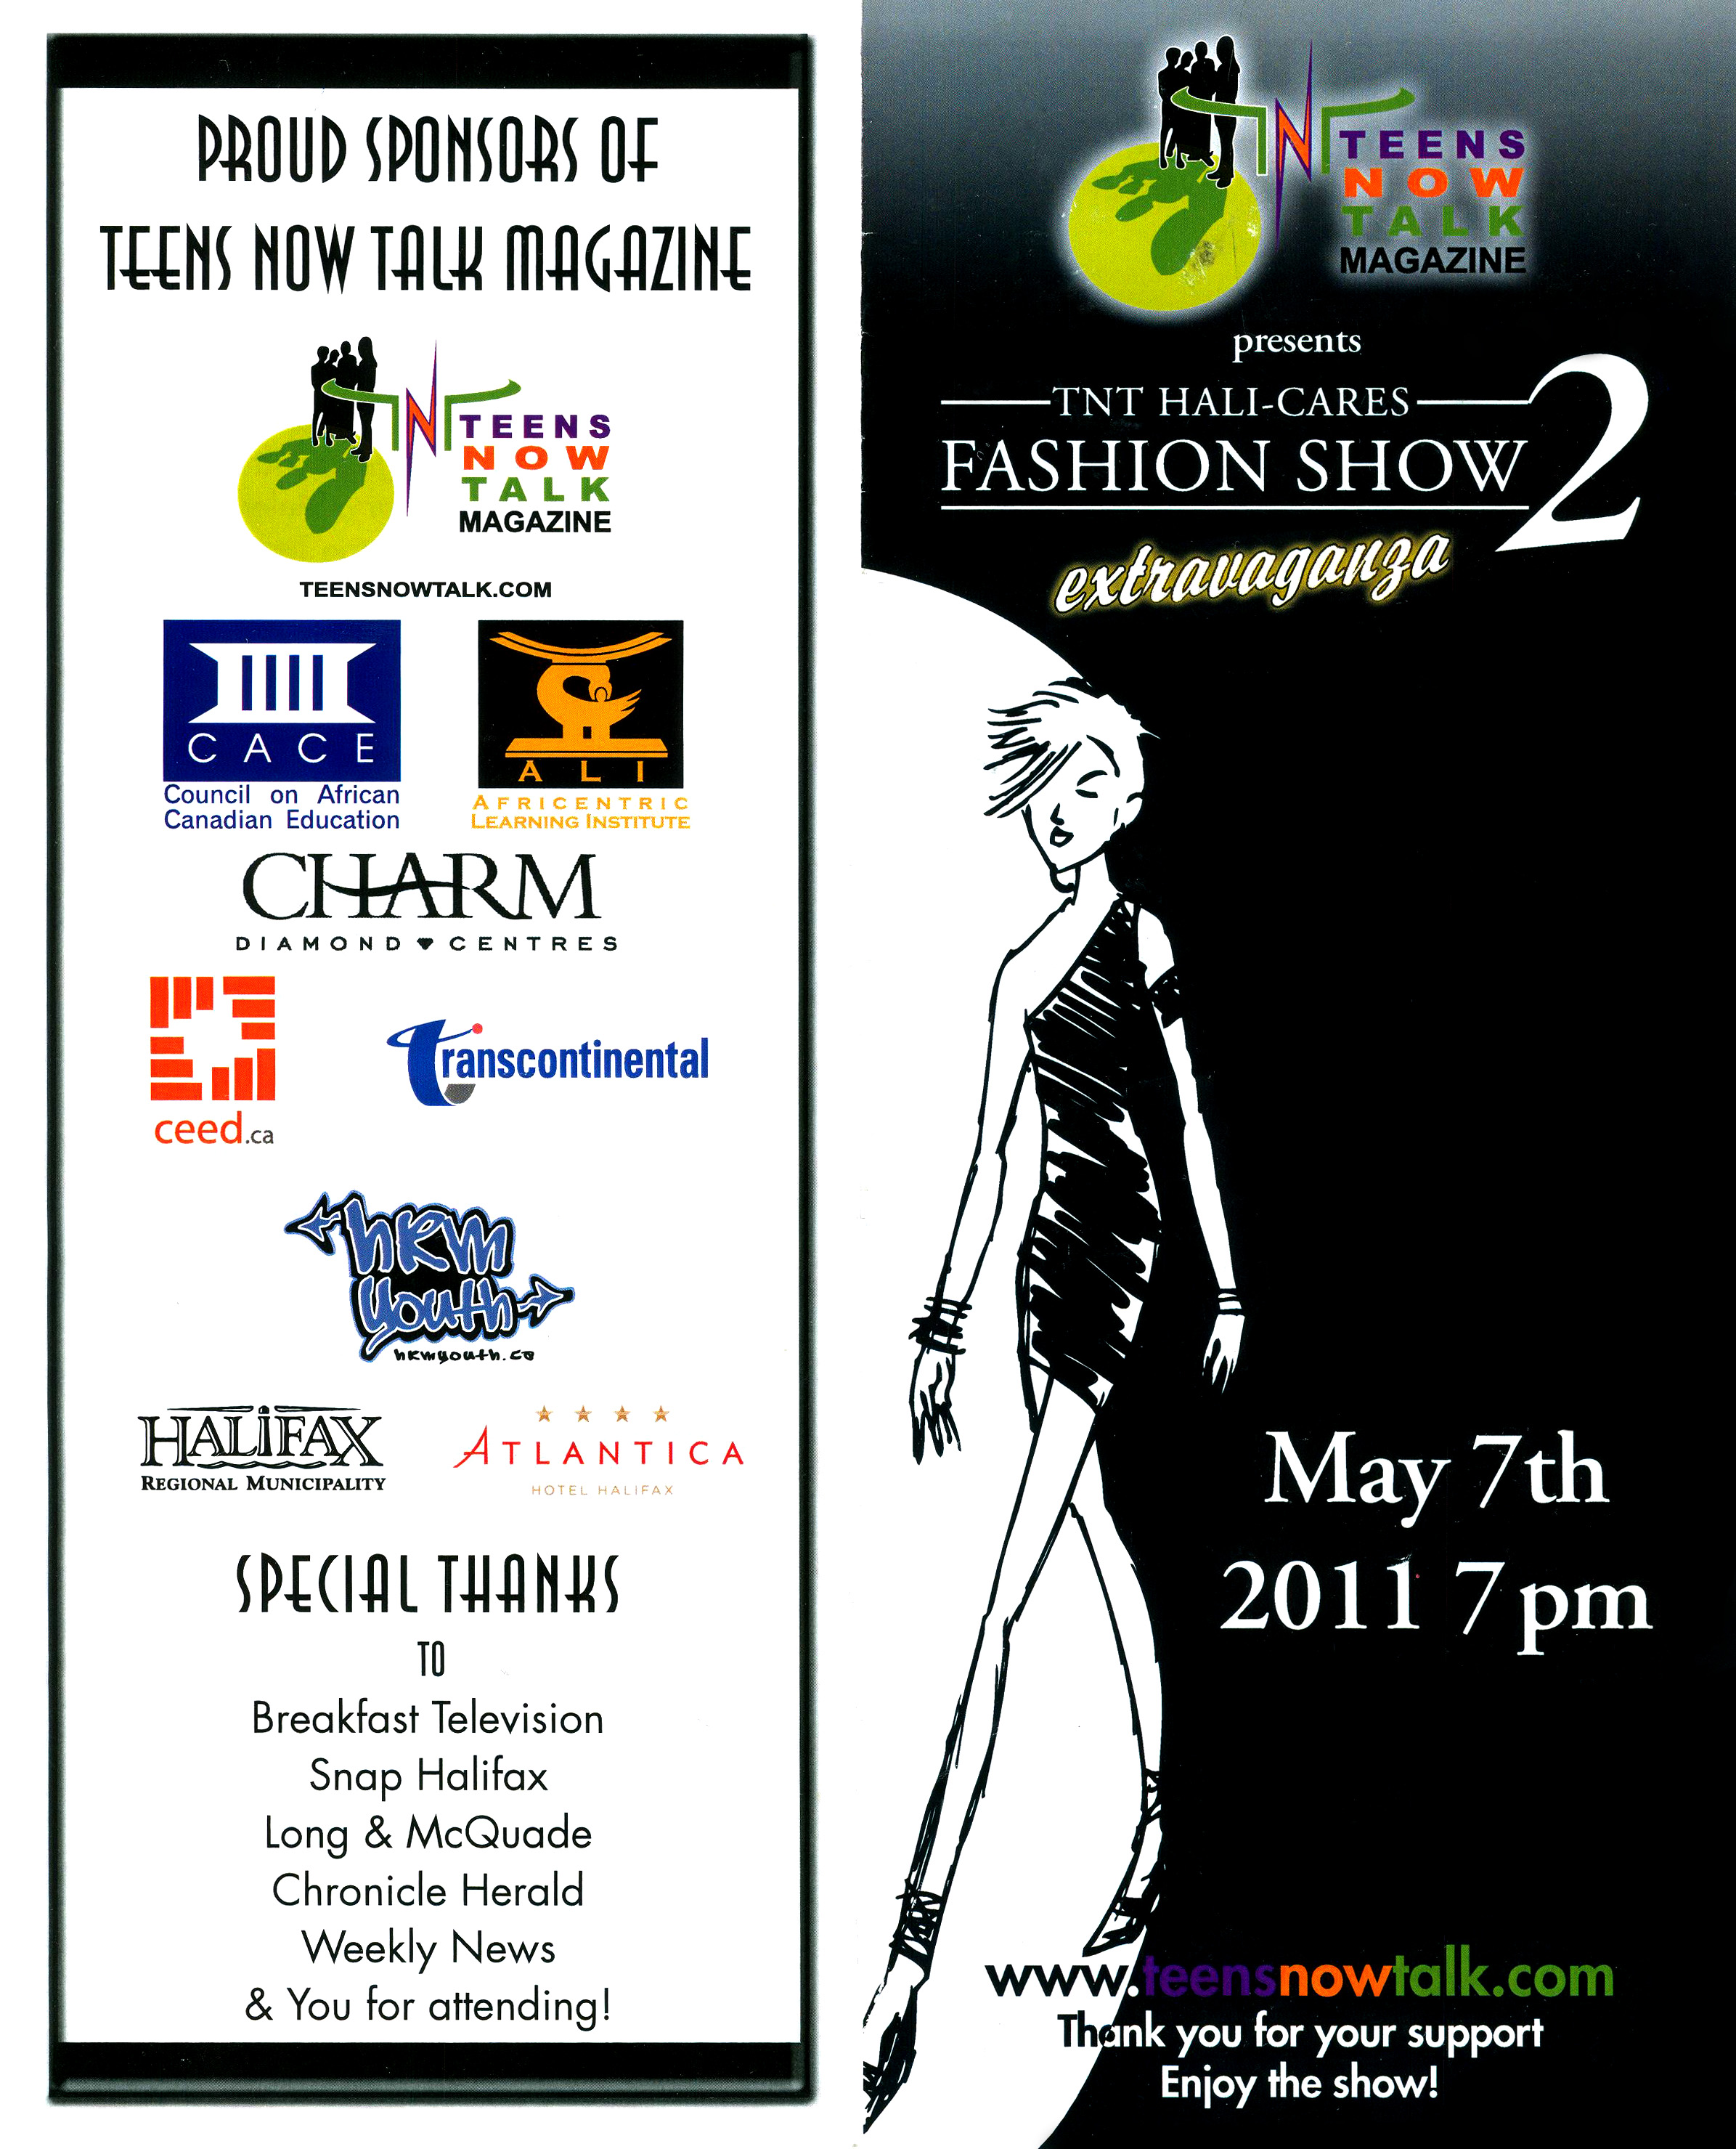 PROUD SPONSORS OF
TEENS NOW TALK MAGAZINE
TNT
TEENS
NOW
TALK
MAGAZINE
TEENSNOWTALK.COM
CACE
Council on African
Canadian Education
ALI
AFRICENTRIC
LEARNING INSTITUTE
CHARM
DIAMOND CENTRES
ceed.ca
Transcontinental
hrm
youth
hrmyouth.ca
HALIFAX
REGIONAL MUNICIPALITY
ATLANTICA
HOTEL HALIFAX
SPECIAL THANKS
TO
Breakfast Television
Snap Halifax
Long & McQuade
Chronicle Herald
Weekly News
& You for attending!
TNT
TEENS
NOW
TALK
MAGAZINE
presents
TNT HALI-CARES
FASHION SHOW 2
extravaganza
May 7th
2011 7 pm
www.teensnowtalk.com
Thank you for your support
Enjoy the show!